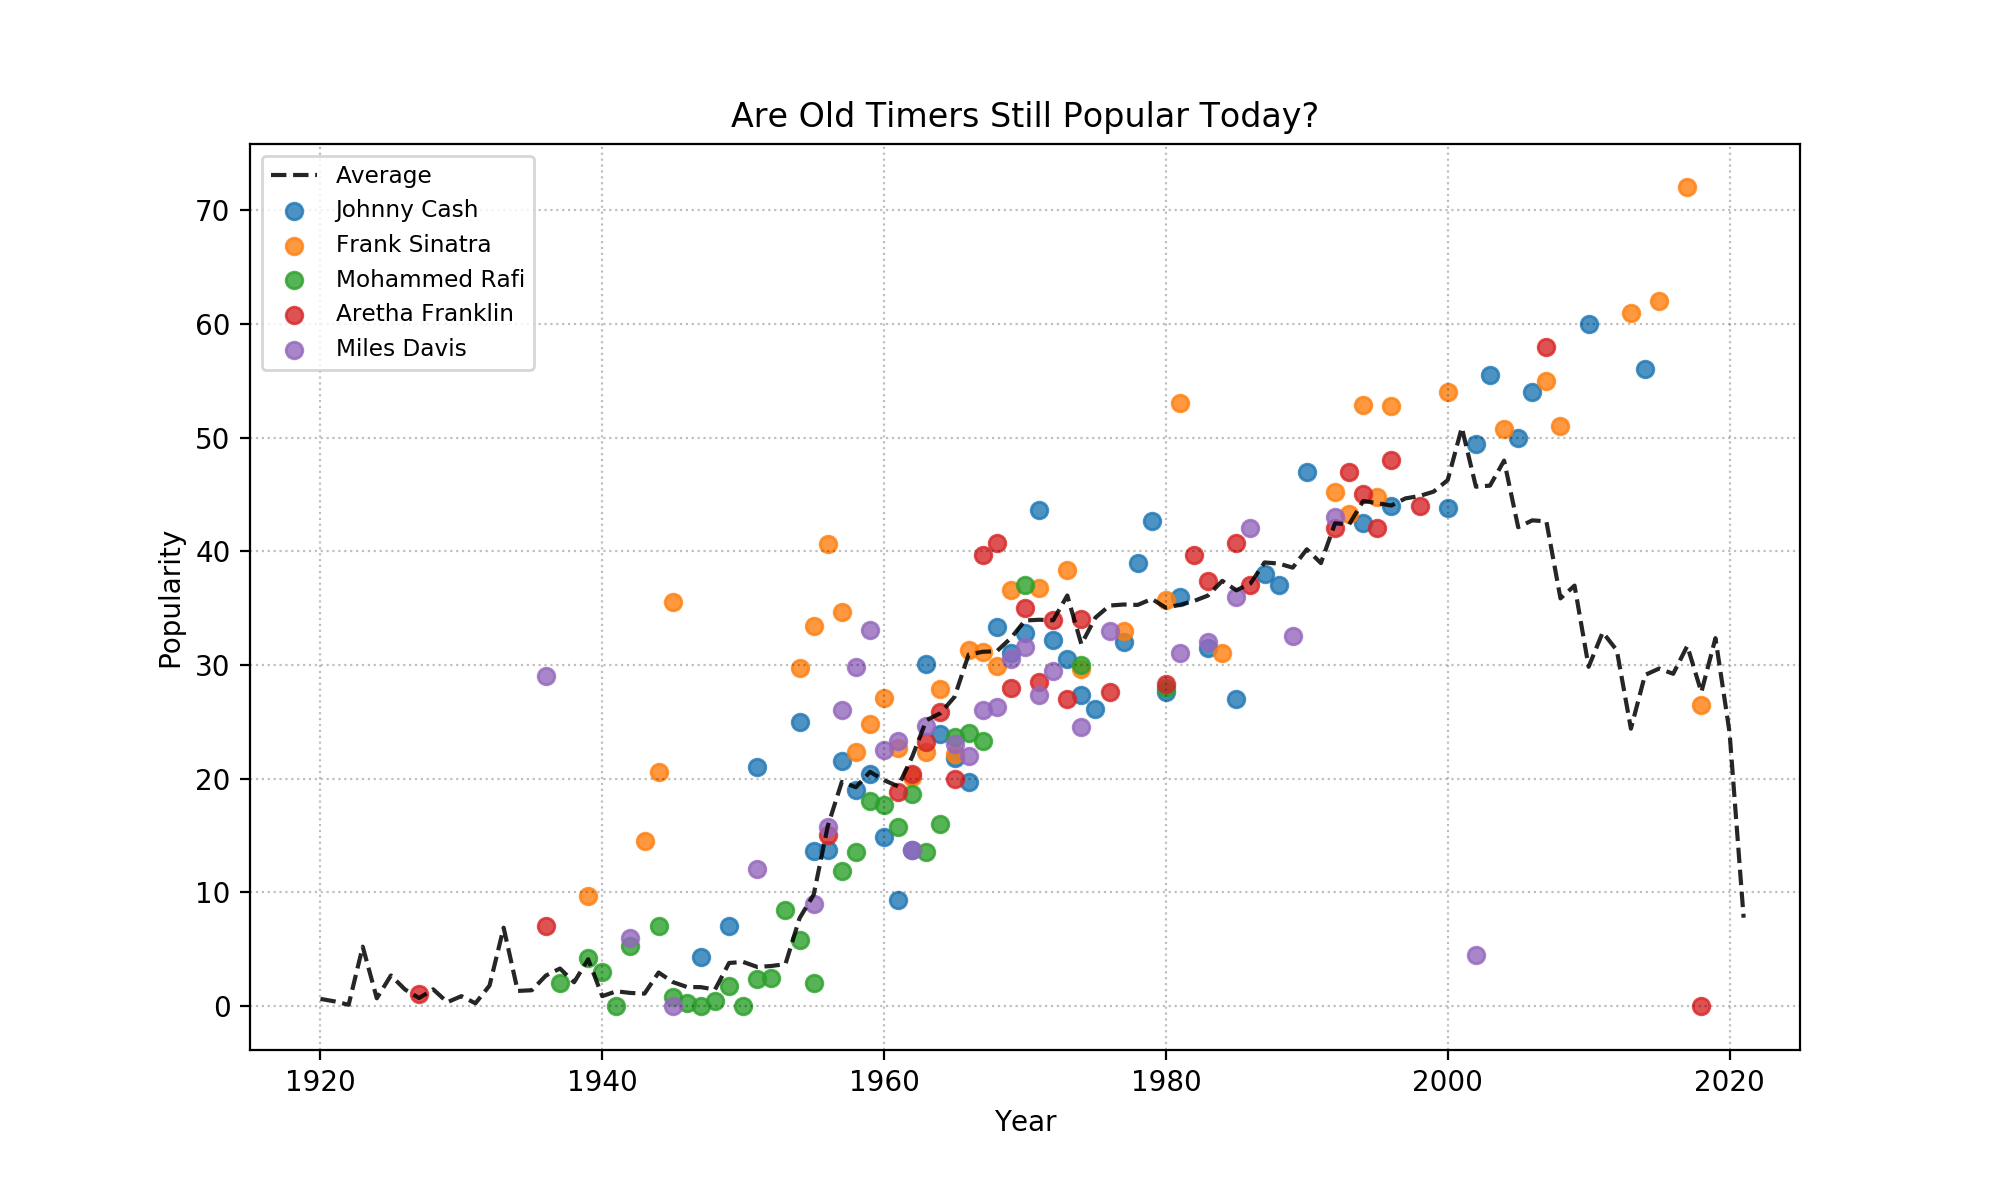 Are Old Timers Still Popular Today?
Average
Johnny Cash
Frank Sinatra
Mohammed Rafi
Aretha Franklin
Miles Davis
70
60
50
40
30
20
10
0
Popularity
1920 1940 1960 1980 2000 2020
Year